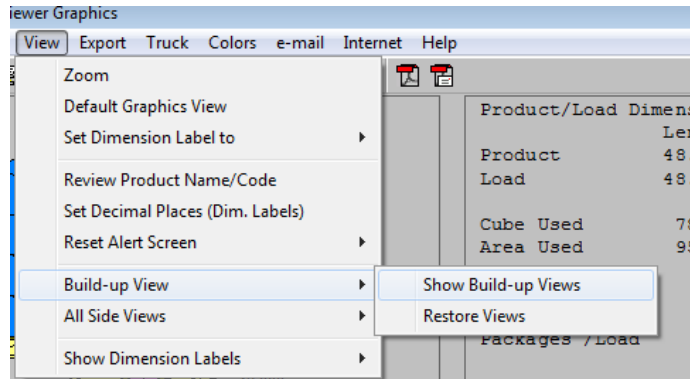 iewer Graphics
View Export Truck Colors e-mail Internet Help
Zoom
Default Graphics View
Set Dimension Label to
Review Product Name/Code
Set Decimal Places (Dim. Labels)
Reset Alert Screen
Build-up View
All Side Views
Show Dimension Labels
Show Build-up Views
Restore Views
Product/Load Dimens
Len
Product 48
Load 48
Cube Used 78
Area Used 95
Packages /Load